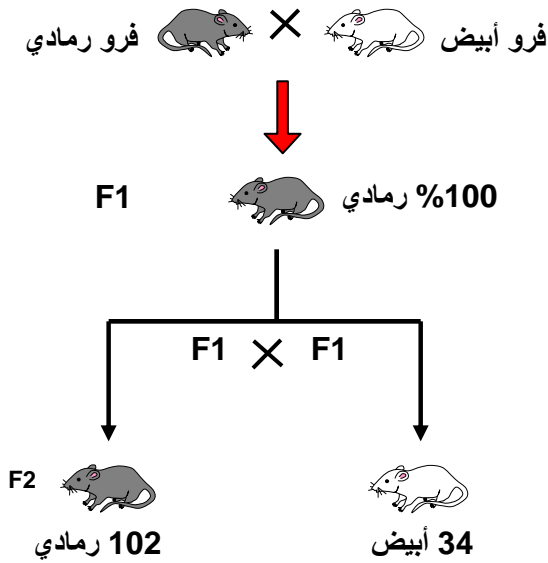 فرو رمادي × فرو أبيض
F1 %100 رمادي
F1 × F1
F2
102 رمادي 34 أبيض